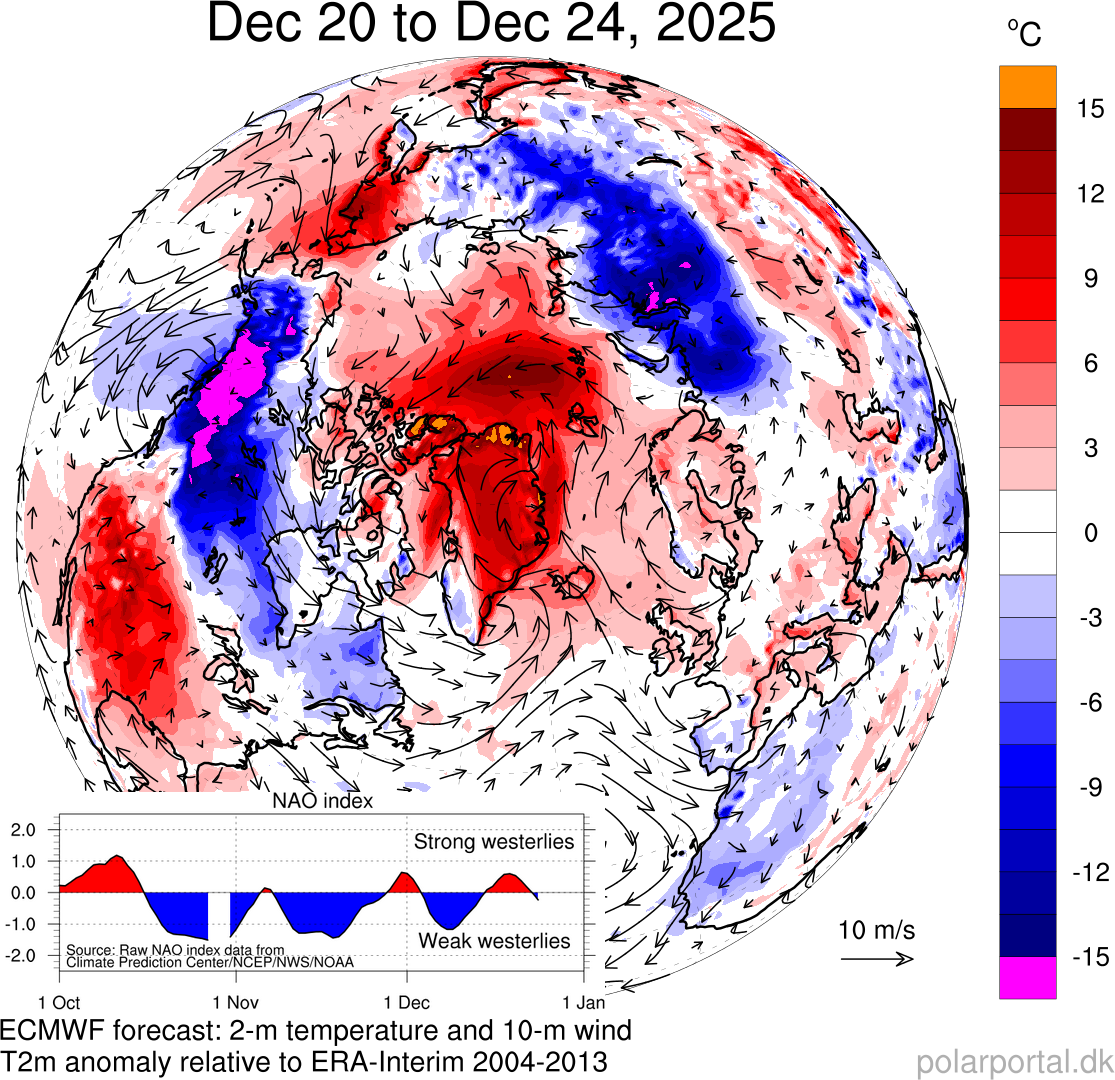 Dec 20 to Dec 24, 2025
°C
15
12
9
6
3
0
-3
-6
-9
-12
-15
NAO index
2.0
1.0
0.0
-1.0
-2.0
Strong westerlies
Weak westerlies
Source: Raw NAO index data from
Climate Prediction Center/NCEP/NWS/NOAA
1 Oct
1 Nov
1 Dec
1 Jan
10 m/s
ECMWF forecast: 2-m temperature and 10-m wind
T2m anomaly relative to ERA-Interim 2004-2013
polarportal.dk